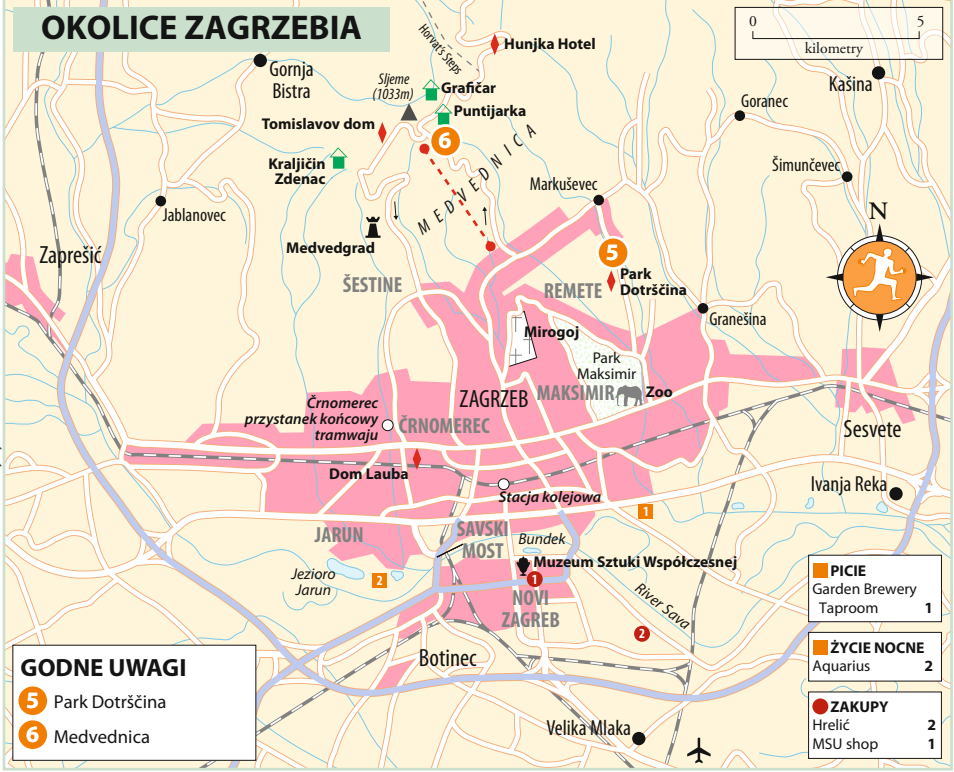 OKOLICE ZAGRZEBIA
0 5
kilometry
Horvat's Steps
Hunjka Hotel
Gornja
Bistra
Sljeme
(1033m)
Grafičar
Puntijarka
Kašina
Goranec
Tomislavov dom
6
Kraljičin
Zdenac
MEDVEDNICA
Šimunčevec
Markuševec
Jablanovec
N
Medvedgrad
5
Zaprešić
ŠESTINE
REMETE
Park
Dotrščina
Granešina
Mirogoj
Park
Maksimir
MAKSIMIR
Zoo
ZAGRZEB
Črnomerec
przystanek końcowy
tramwaju
ČRNOMEREC
Sesvete
Dom Lauba
Stacja kolejowa
Ivanja Reka
1
JARUN
SAVSKI
MOST
Bundek
Muzeum Sztuki Współczesnej
Jezioro
Jarun
2
1
NOVI
ZAGREB
River Sava
2
Botinec
Velika Mlaka
PICIE
Garden Brewery
Taproom 1
ŻYCIE NOCNE
Aquarius 2
ZAKUPY
Hrelić 2
MSU shop 1
GODNE UWAGI
5 Park Dotrščina
6 Medvednica